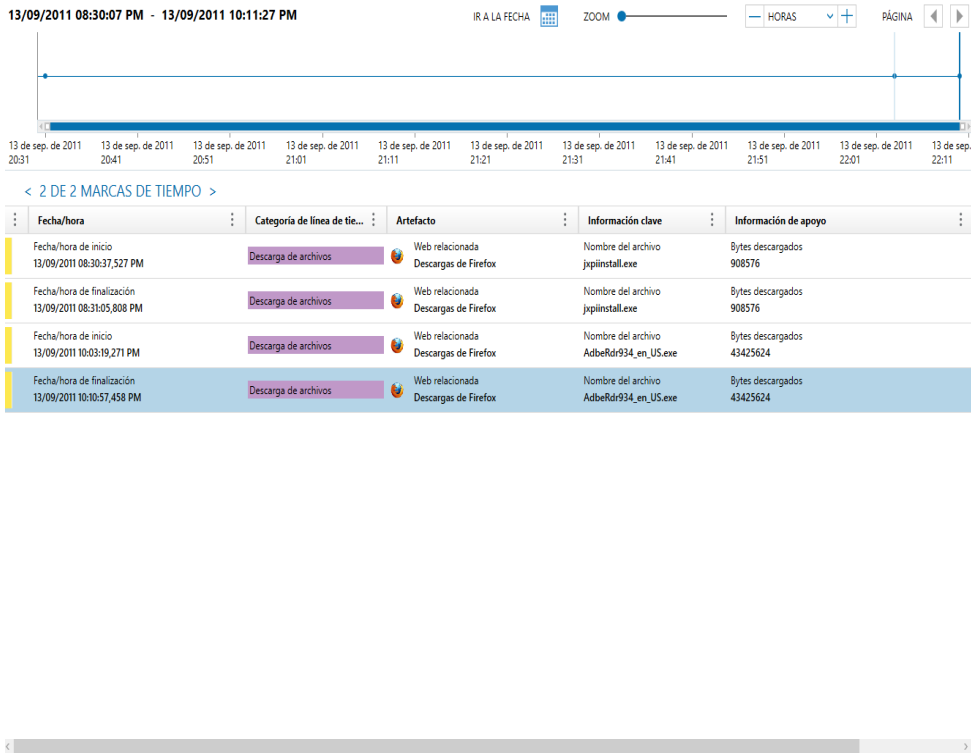 13/09/2011 08:30:07 PM - 13/09/2011 10:11:27 PM
IR A LA FECHA
ZOOM
HORAS
PÁGINA
13 de sep. de 2011 13 de sep. de 2011 13 de sep. de 2011 13 de sep. de 2011 13 de sep. de 2011 13 de sep. de 2011 13 de sep. de 2011 13 de sep. de 2011 13 de sep. de 2011 13 de sep. de 2011 13 de sep.
20:31 20:41 20:51 21:01 21:11 21:21 21:31 21:41 21:51 22:01 22:11
< 2 DE 2 MARCAS DE TIEMPO >
Fecha/hora Categoría de línea de tie... Artefacto Información clave Información de apoyo
Fecha/hora de inicio Web relacionada Nombre del archivo Bytes descargados
Descarga de archivos
13/09/2011 08:30:37,527 PM Descargas de Firefox jxpiinstall.exe 908576
Fecha/hora de finalización Web relacionada Nombre del archivo Bytes descargados
Descarga de archivos
13/09/2011 08:31:05,808 PM Descargas de Firefox jxpiinstall.exe 908576
Fecha/hora de inicio Web relacionada Nombre del archivo Bytes descargados
Descarga de archivos
13/09/2011 10:03:19,271 PM Descargas de Firefox AdbeRdr934_en_US.exe 43425624
Fecha/hora de finalización Web relacionada Nombre del archivo Bytes descargados
Descarga de archivos
13/09/2011 10:10:57,458 PM Descargas de Firefox AdbeRdr934_en_US.exe 43425624